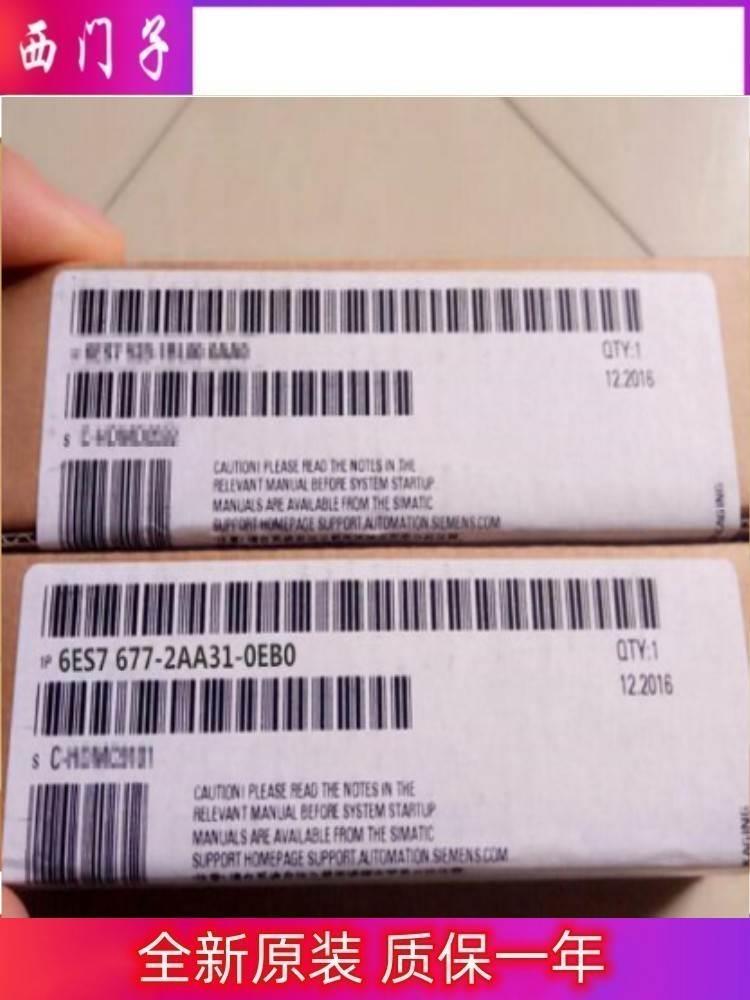 西门子
QTY:1
12.2016
S
CAUTION! PLEASE READ THE NOTES IN THE
RELEVANT MANUAL BEFORE SYSTEM STARTUP
MANUALS ARE AVAILABLE FROM THE SIMATIC
SUPPORT HOMEPAGE SUPPORT.AUTOMATION.SIEMENS.COM
1P 6ES7 677-2AA31-0EB0
QTY:1
12.2016
S
CAUTION! PLEASE READ THE NOTES IN THE
RELEVANT MANUAL BEFORE SYSTEM STARTUP
MANUALS ARE AVAILABLE FROM THE SIMATIC
SUPPORT HOMEPAGE SUPPORT.AUTOMATION.SIEMENS.COM
全新原装 质保一年